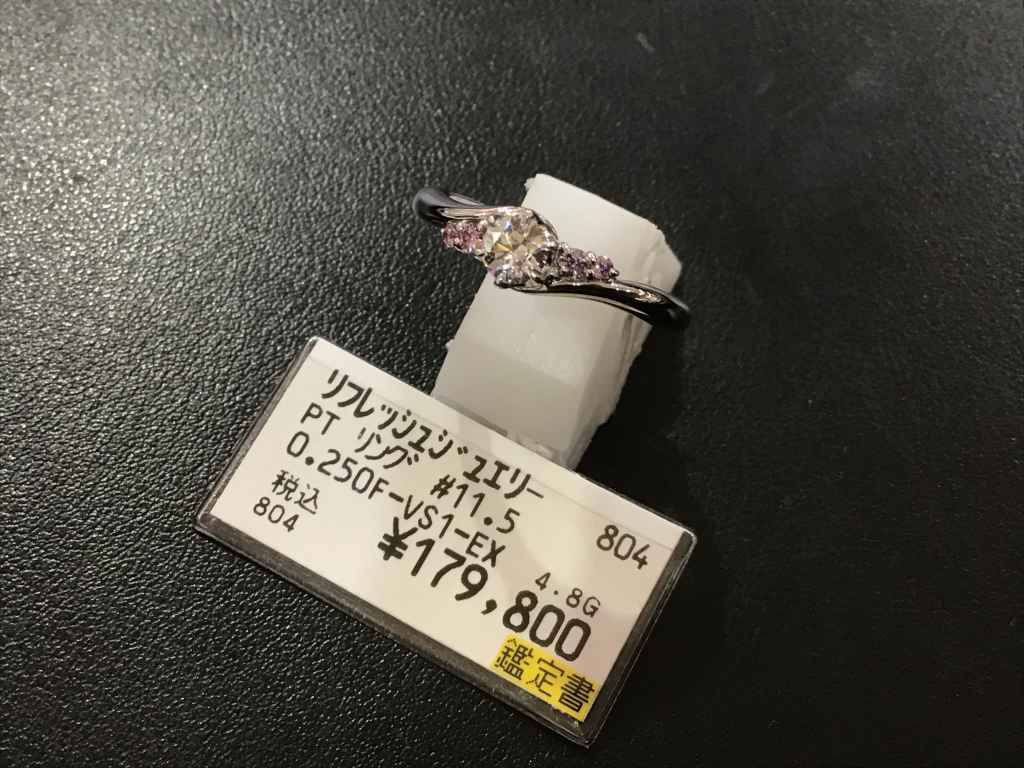 リフレッシュジュエリー 804
PT リング #11.5
0.250F-VS1-EX 4.8G
税込 ¥179,800
804
鑑定書